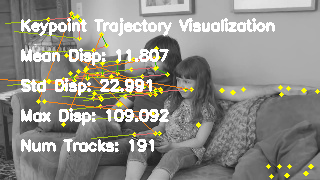 Keypoint Trajectory Visualization
Mean Disp: 11.807
Std Disp: 22.991
Max Disp: 109.092
Num Tracks: 191